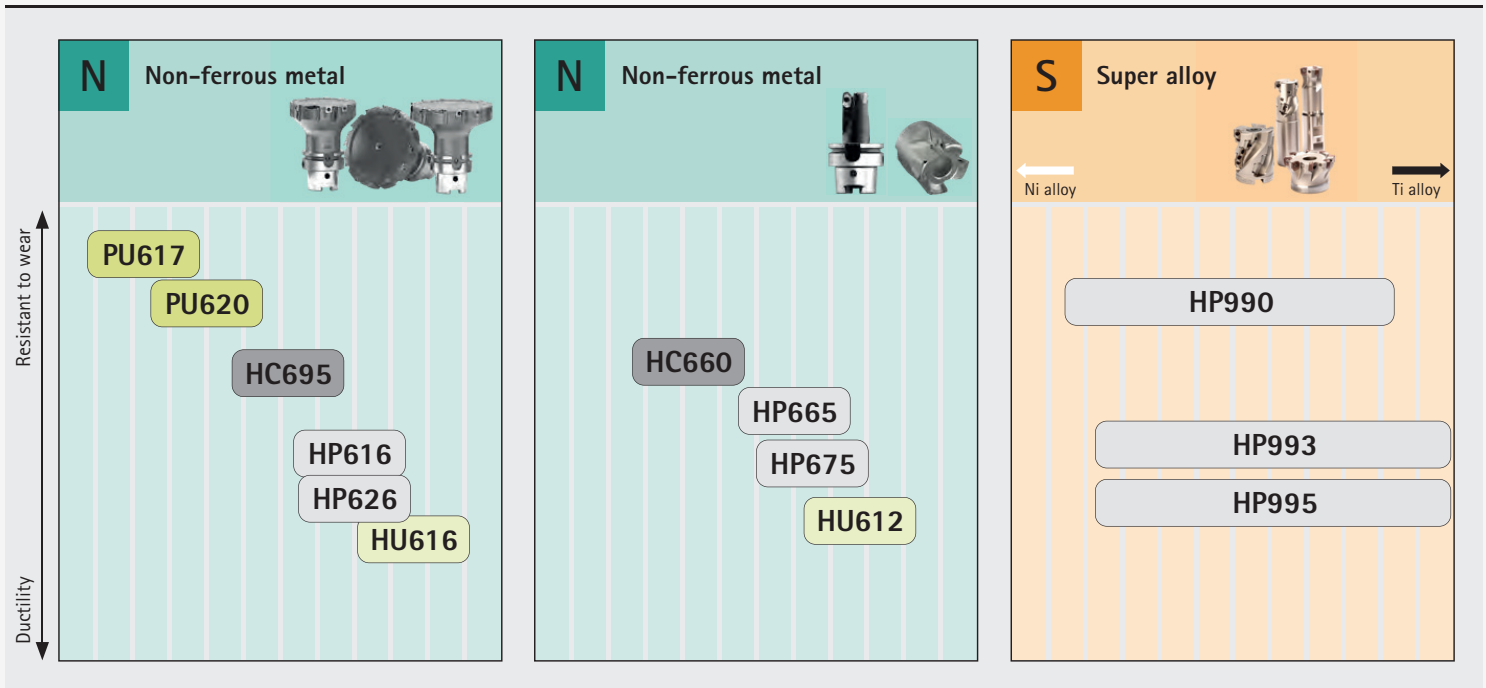 N
Non-ferrous metal
N
Non-ferrous metal
S
Super alloy
Ni alloy
Ti alloy
Resistant to wear
Ductility
PU617
PU620
HC695
HP616
HP626
HU616
HC660
HP665
HP675
HU612
HP990
HP993
HP995